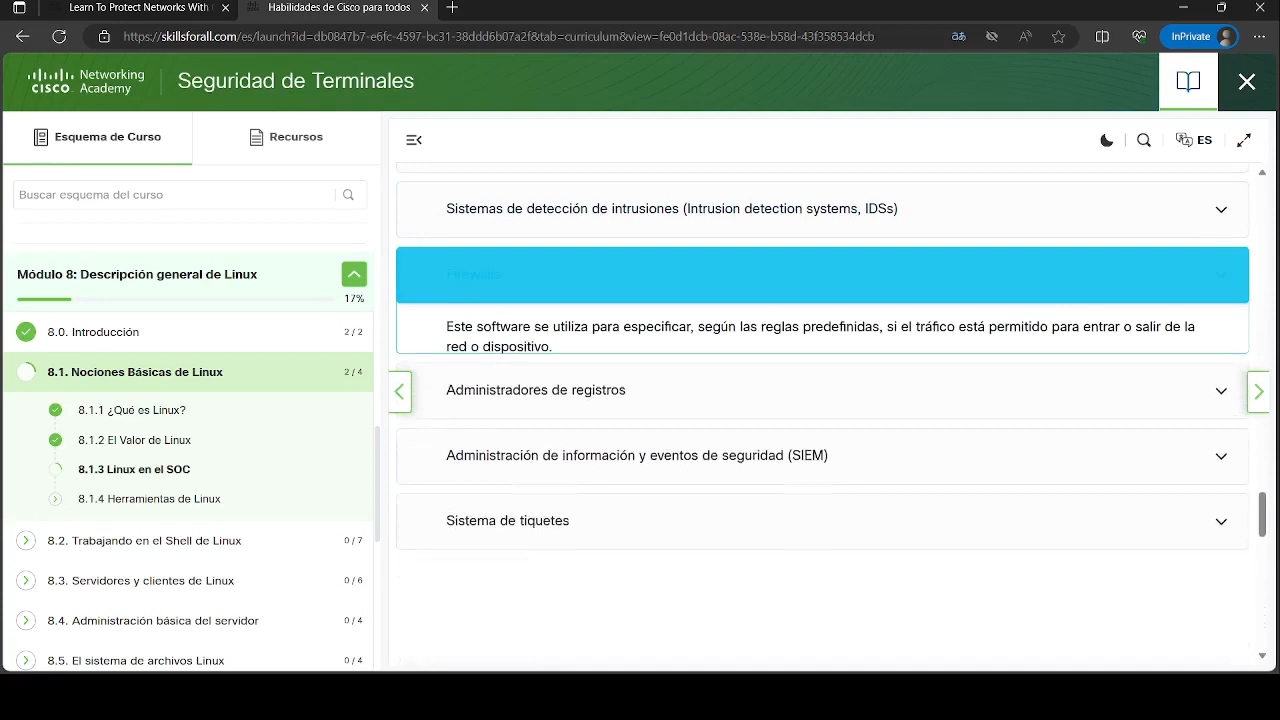 Learn To Protect Networks With
Habilidades de Cisco para todos
https://skillsforall.com/es/launch?id=db0847b7-e6fc-4597-bc31-38ddd6b07a2f&tab=curriculum&view=fe0d1dcb-08ac-538e-b58d-43f358534dcb
InPrivate
CISCO Networking Academy
Seguridad de Terminales
Esquema de Curso
Recursos
ES
Buscar esquema del curso
Módulo 8: Descripción general de Linux
17%
8.0. Introducción 2 / 2
8.1. Nociones Básicas de Linux 2 / 4
8.1.1 ¿Qué es Linux?
8.1.2 El Valor de Linux
8.1.3 Linux en el SOC
8.1.4 Herramientas de Linux
8.2. Trabajando en el Shell de Linux 0 / 7
8.3. Servidores y clientes de Linux 0 / 6
8.4. Administración básica del servidor 0 / 4
8.5. El sistema de archivos Linux 0 / 4
Sistemas de detección de intrusiones (Intrusion detection systems, IDSs)
Firewalls
Este software se utiliza para especificar, según las reglas predefinidas, si el tráfico está permitido para entrar o salir de la
red o dispositivo.
Administradores de registros
Administración de información y eventos de seguridad (SIEM)
Sistema de tiquetes